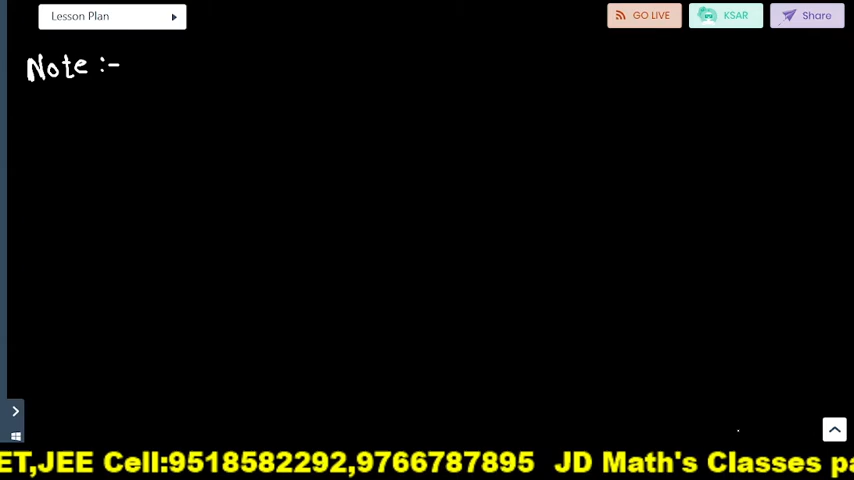 Lesson Plan
GO LIVE
KSAR
Share
Note :-
ET,JEE Cell:9518582292,9766787895 JD Math's Classes pa